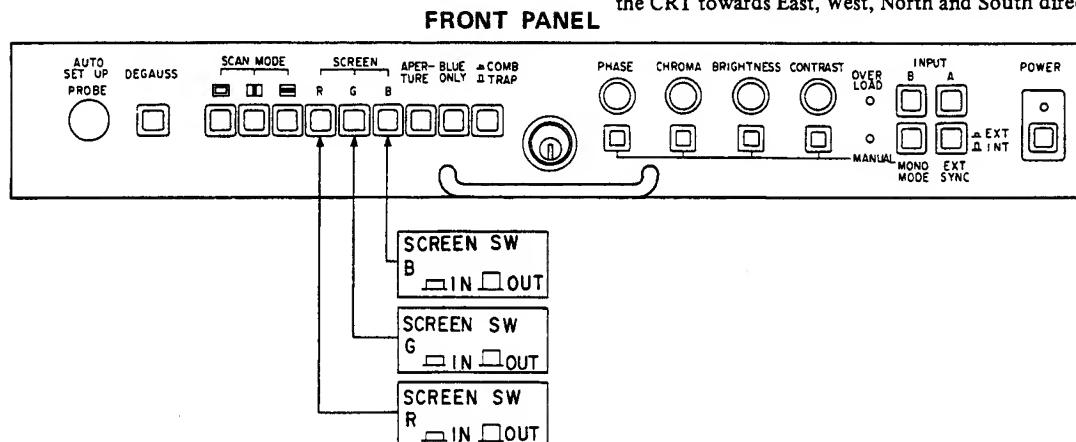 the CRT towards East, West, North and South direc
FRONT PANEL
AUTO
SET UP
PROBE
DEGAUSS
SCAN MODE
SCREEN
R G B
APER-
TURE
BLUE
ONLY
COMB
TRAP
PHASE
CHROMA
BRIGHTNESS
CONTRAST
OVER
LOAD
MANUAL
INPUT
B A
MONO
MODE
EXT
SYNC
EXT
INT
POWER
SCREEN SW
B
IN OUT
SCREEN SW
G
IN OUT
SCREEN SW
R
IN OUT